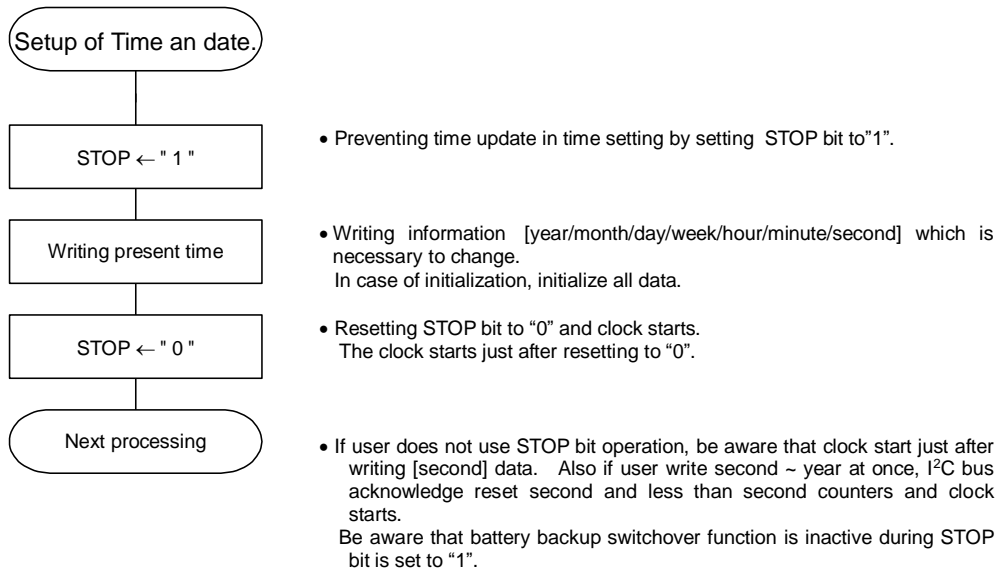 Setup of Time an date.
STOP ← " 1 "
• Preventing time update in time setting by setting STOP bit to"1".
Writing present time
• Writing information [year/month/day/week/hour/minute/second] which is
necessary to change.
In case of initialization, initialize all data.
STOP ← " 0 "
• Resetting STOP bit to “0” and clock starts.
The clock starts just after resetting to “0”.
Next processing
• If user does not use STOP bit operation, be aware that clock start just after
writing [second] data. Also if user write second ~ year at once, I²C bus
acknowledge reset second and less than second counters and clock
starts.
Be aware that battery backup switchover function is inactive during STOP
bit is set to “1”.